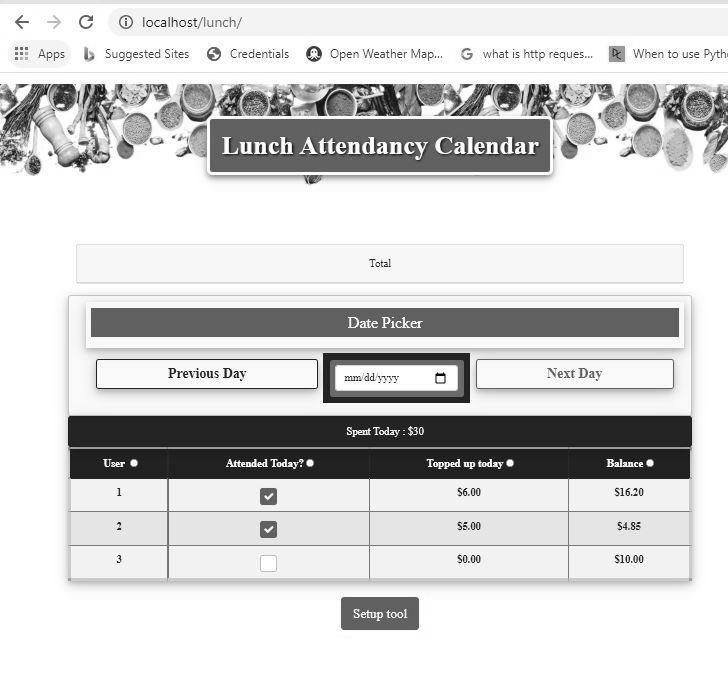 localhost/lunch/
Apps Suggested Sites Credentials Open Weather Map... what is http reques... When to use Pyth
Lunch Attendancy Calendar
Total
Date Picker
Previous Day mm/dd/yyyy Next Day
Spent Today : $30
User Attended Today? Topped up today Balance
1 $6.00 $16.20
2 $5.00 $4.85
3 $0.00 $10.00
Setup tool